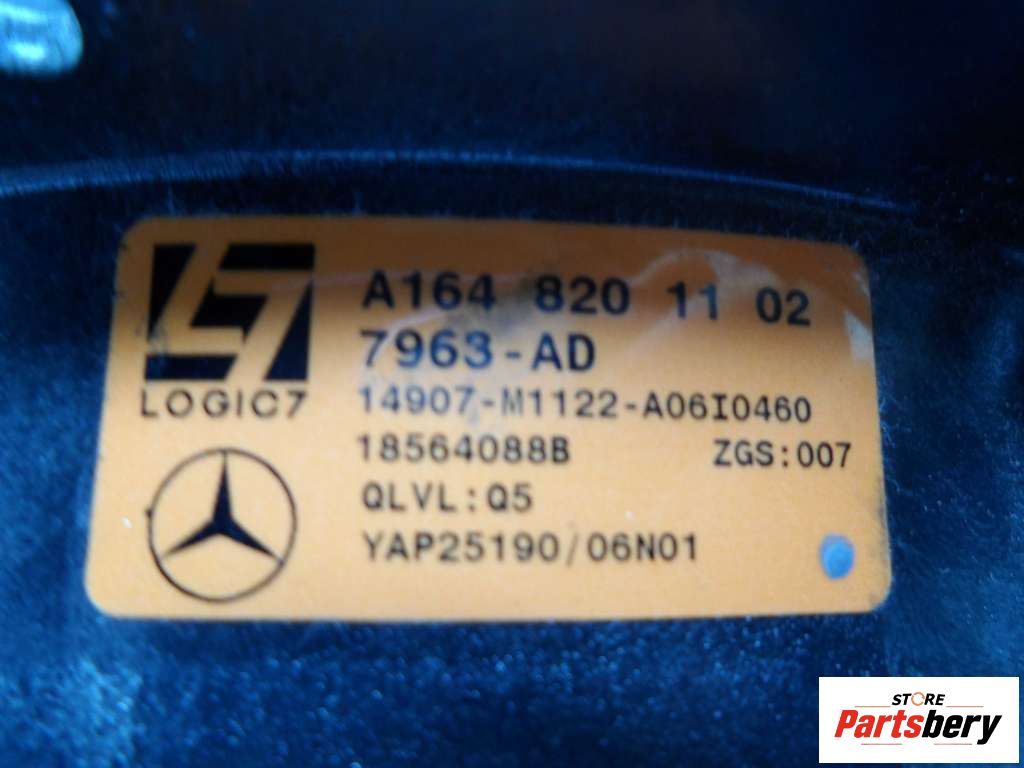 A164 820 11 02
7963-AD
LOGIC7
14907-M1122-A06I0460
18564088B ZGS:007
QLVL:Q5
YAP25190/06N01
STORE
Partsbery